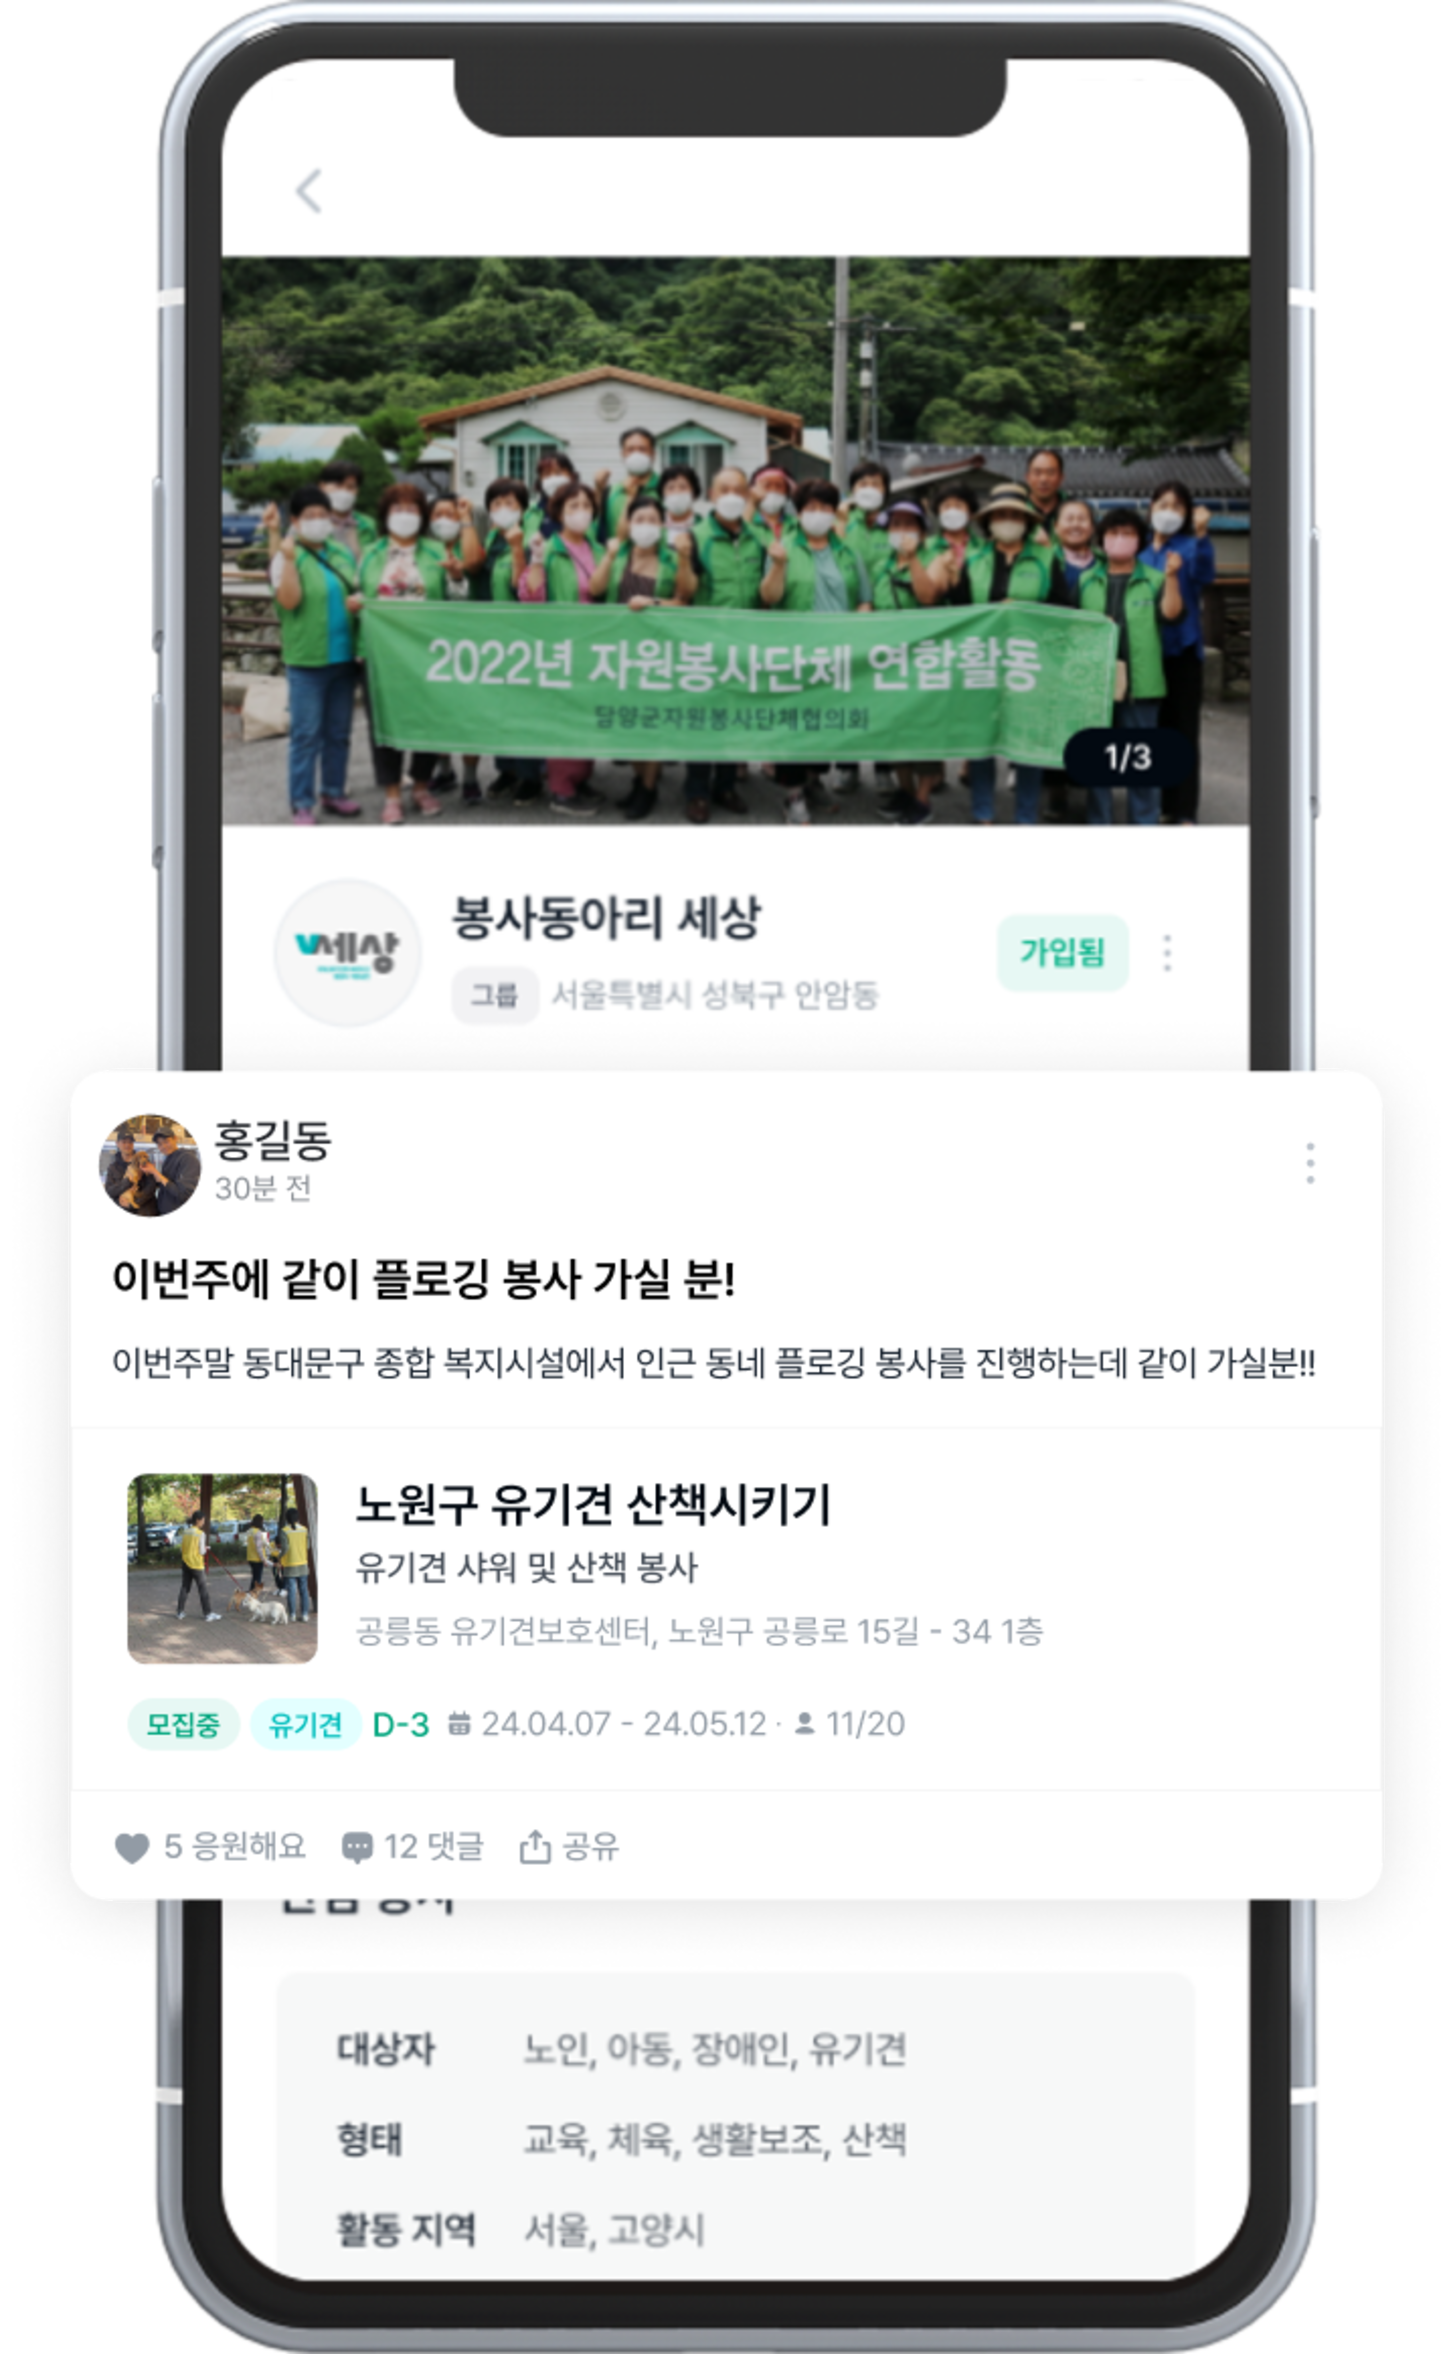 2022년 자원봉사단체 연합활동
담양군자원봉사단체협의회
1/3
세상
봉사동아리 세상
가입됨
그룹 서울특별시 성북구 안암동
홍길동
30분 전
이번주에 같이 플로깅 봉사 가실 분!
이번주말 동대문구 종합 복지시설에서 인근 동네 플로깅 봉사를 진행하는데 같이 가실분!!
노원구 유기견 산책시키기
유기견 샤워 및 산책 봉사
공릉동 유기견보호센터, 노원구 공릉로 15길 - 34 1층
모집중 유기견 D-3 24.04.07 - 24.05.12 · 11/20
5 응원해요 12 댓글 공유
대상자 노인, 아동, 장애인, 유기견
형태 교육, 체육, 생활보조, 산책
활동 지역 서울, 고양시